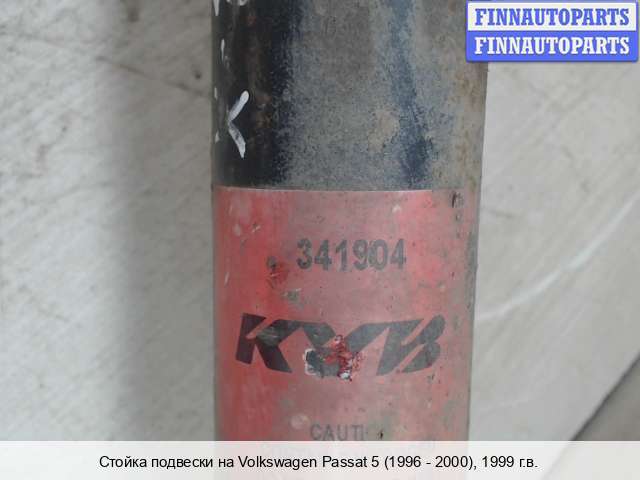 FINNAUTOPARTS
FINNAUTOPARTS
K
341904
KYB
Стойка подвески на Volkswagen Passat 5 (1996 - 2000), 1999 г.в.